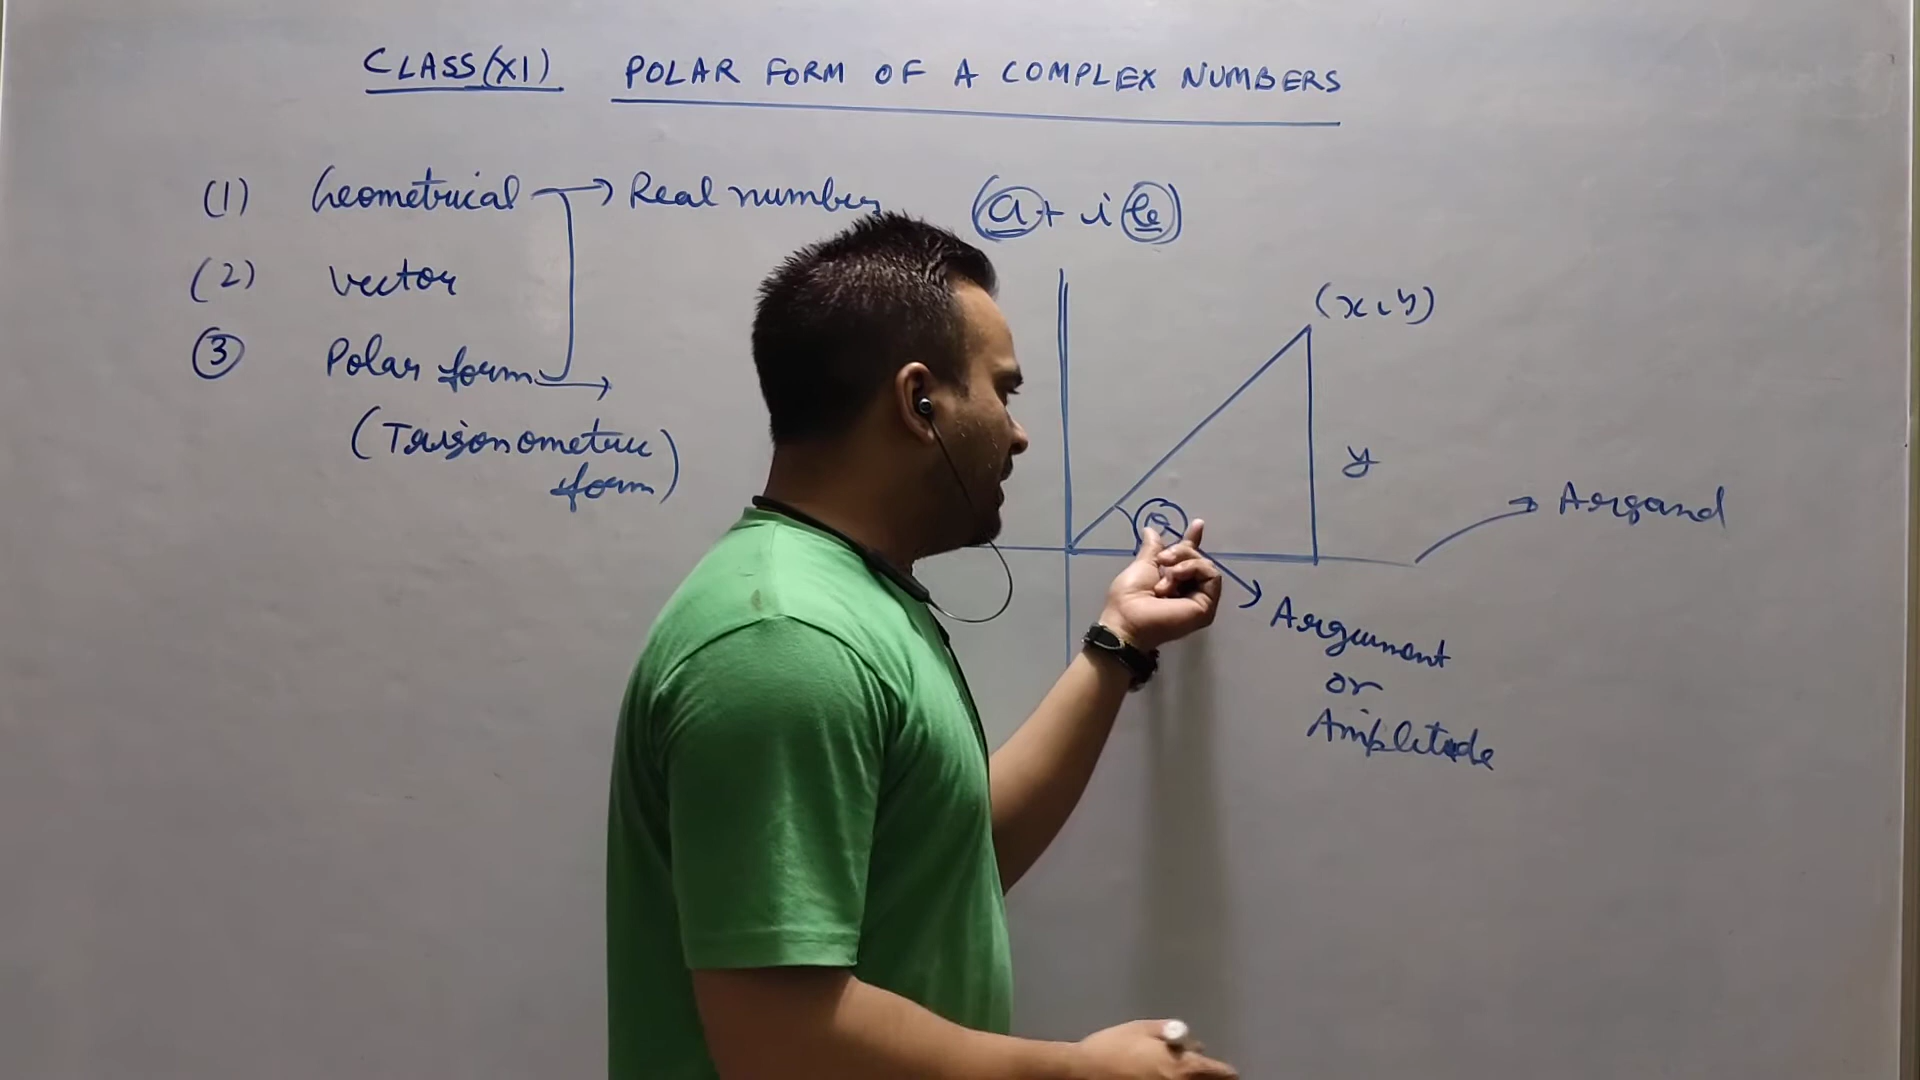 CLASS(XI) POLAR FORM OF A COMPLEX NUMBERS
(1) Geometrical → Real number (a + i b)
(2) vector
(x, y)
③ Polar form →
(Trigonometric
form)
y
θ
Argand
Argument
or
Amplitude